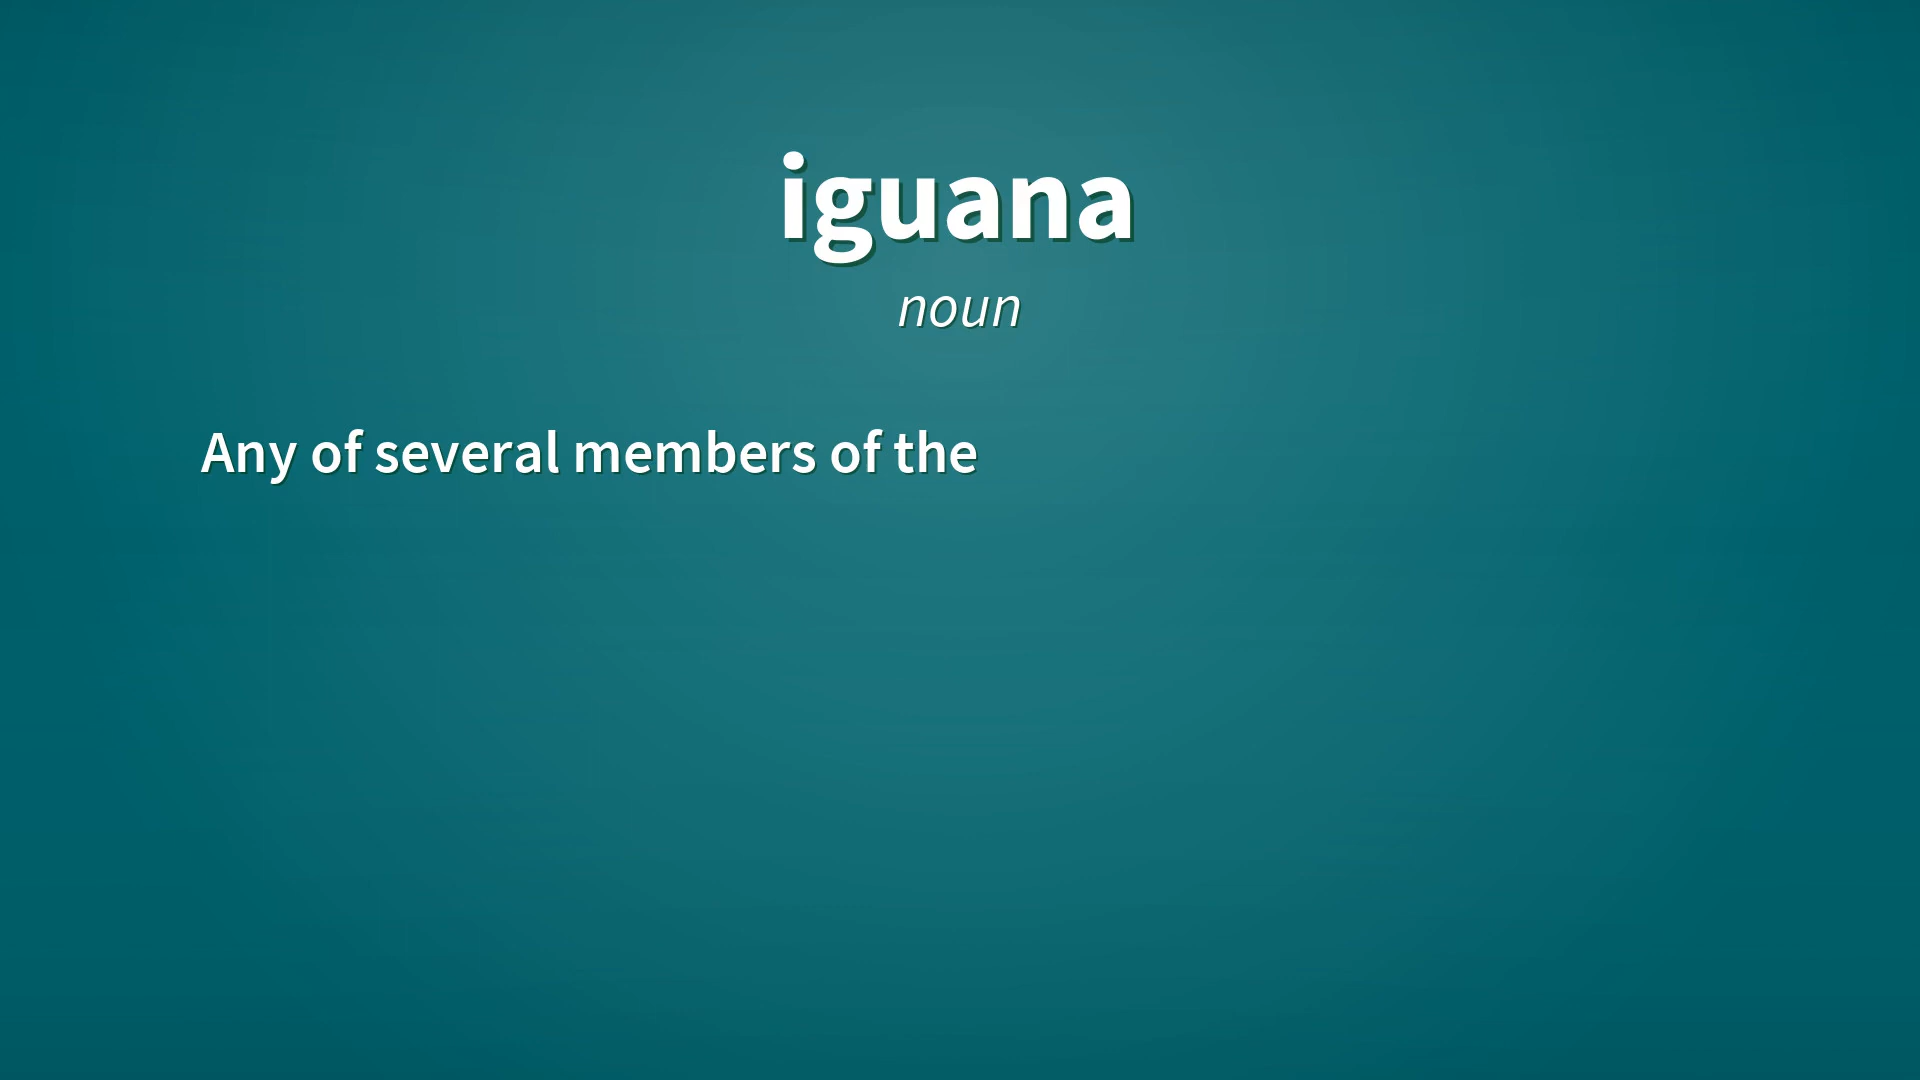 iguana
noun
Any of several members of the